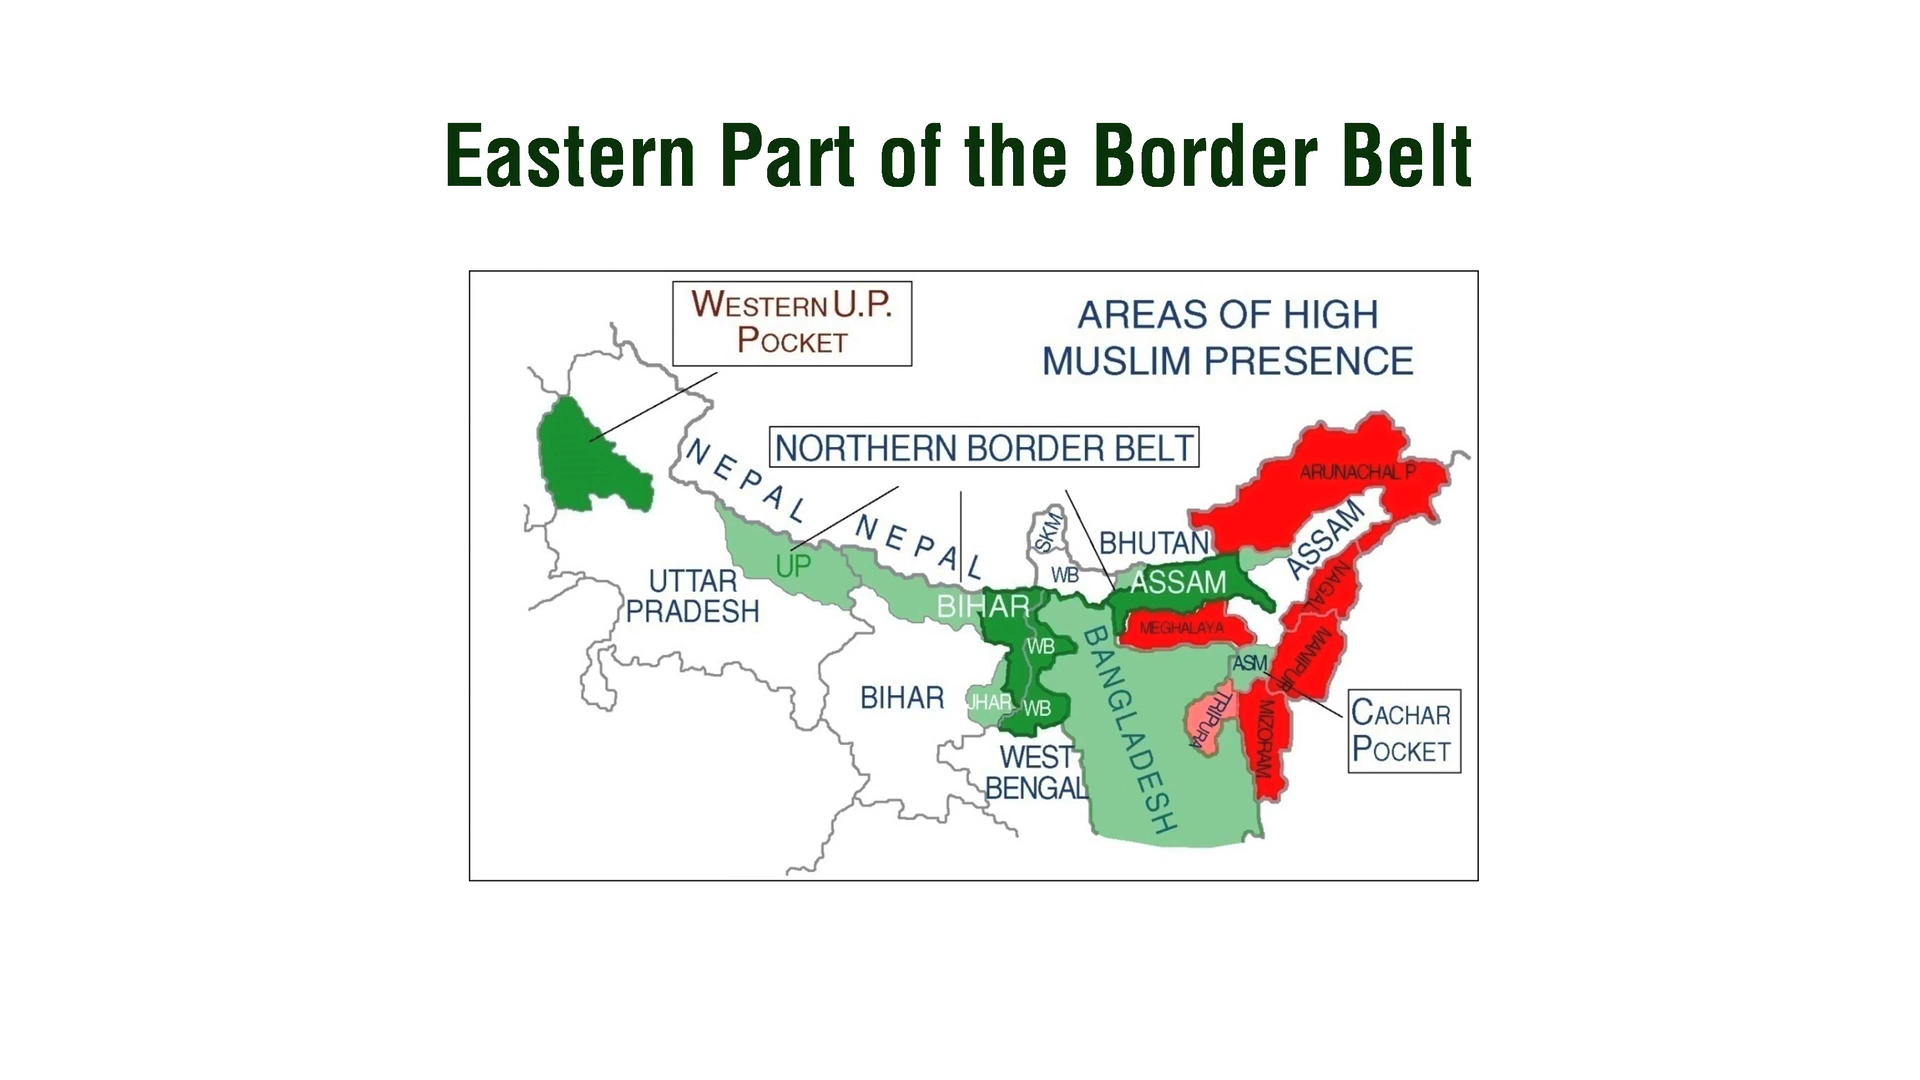 Eastern Part of the Border Belt
WESTERN U.P.
POCKET
AREAS OF HIGH
MUSLIM PRESENCE
NORTHERN BORDER BELT
NEPAL
NEPAL
ARUNACHAL P
SKM
BHUTAN
ASSAM
WB
ASSAM
UP
UTTAR
PRADESH
BIHAR
NAGAL
MEGHALAYA
WB
BANGLADESH
MANIPUR
ASM
BIHAR
JHAR
WB
TRIPURA
MIZORAM
CACHAR
POCKET
WEST
BENGAL